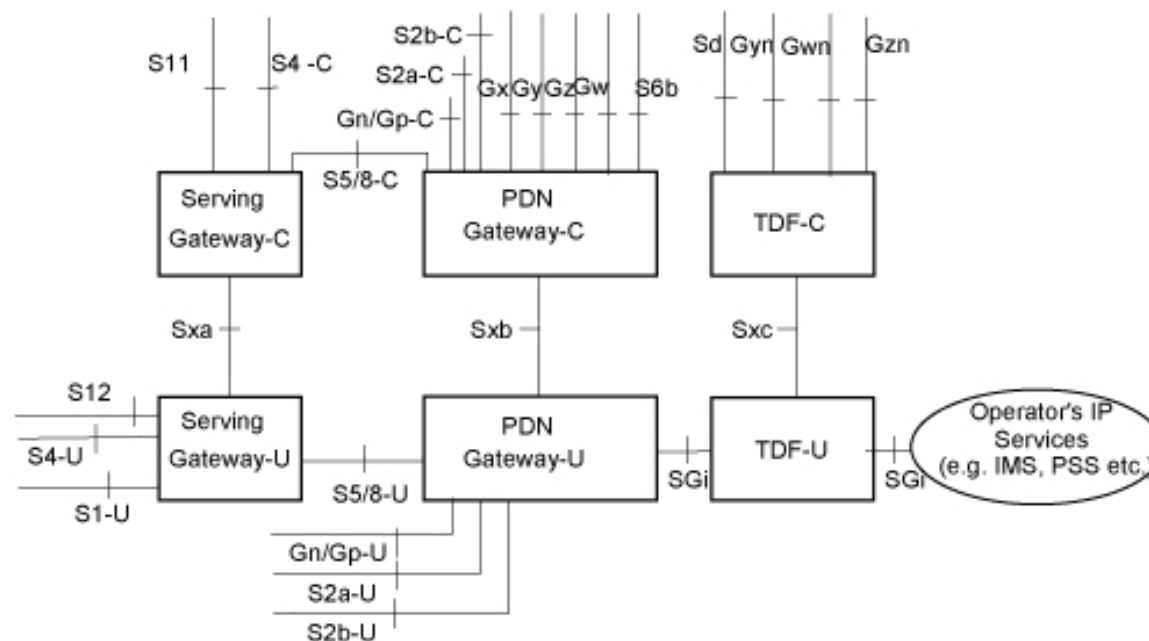 S11
S4 -C
S2b-C
S2a-C
Gn/Gp-C
Gx
Gy
Gz
Gw
S6b
Sd
Gyn
Gwn
Gzn
S5/8-C
Serving
Gateway-C
PDN
Gateway-C
TDF-C
Sxa
Sxb
Sxc
S12
S4-U
S1-U
Serving
Gateway-U
S5/8-U
PDN
Gateway-U
SGi
TDF-U
SGi
Operator's IP
Services
(e.g. IMS, PSS etc.)
Gn/Gp-U
S2a-U
S2b-U